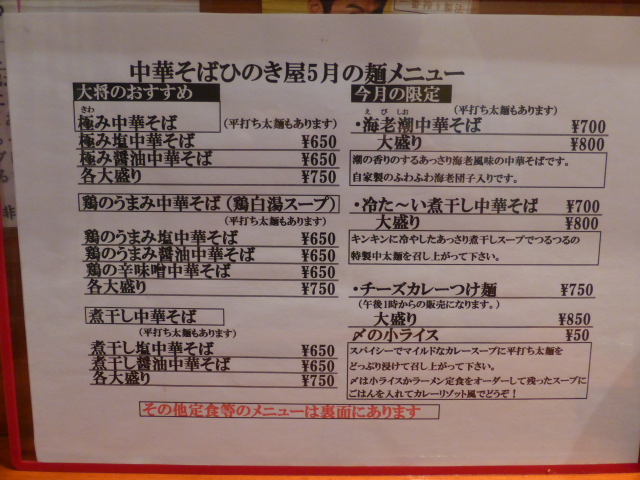 中華そばひのき屋5月の麺メニュー
大将のおすすめ
きわ
極み中華そば
(平打ち太麺もあります)
極み塩中華そば ¥650
極み醤油中華そば ¥650
各大盛り ¥750
鶏のうまみ中華そば(鶏白湯スープ)
(平打ち太麺もあります)
鶏のうまみ塩中華そば ¥650
鶏のうまみ醤油中華そば ¥650
鶏の辛味噌中華そば ¥650
各大盛り ¥750
煮干し中華そば
(平打ち太麺もあります)
煮干し塩中華そば ¥650
煮干し醤油中華そば ¥650
各大盛り ¥750
今月の限定
(平打ち太麺もあります)
えび しお
・海老潮中華そば ¥700
大盛り ¥800
潮の香りのするあっさり海老風味の中華そばです。
自家製のふわふわ海老団子入りです。
・冷た~い煮干し中華そば ¥700
大盛り ¥800
キンキンに冷やしたあっさり煮干しスープでつるつるの
特製中太麺を召し上がって下さい。
・チーズカレーつけ麺 ¥750
(午後1時からの販売になります。)
大盛り ¥850
〆の小ライス ¥50
スパイシーでマイルドなカレースープに平打ち太麺を
どっぷり浸けて召し上がって下さい。
〆は小ライスかラーメン定食をオーダーして残ったスープに
ごはんを入れてカレーリゾット風でどうぞ!
その他定食等のメニューは裏面にあります